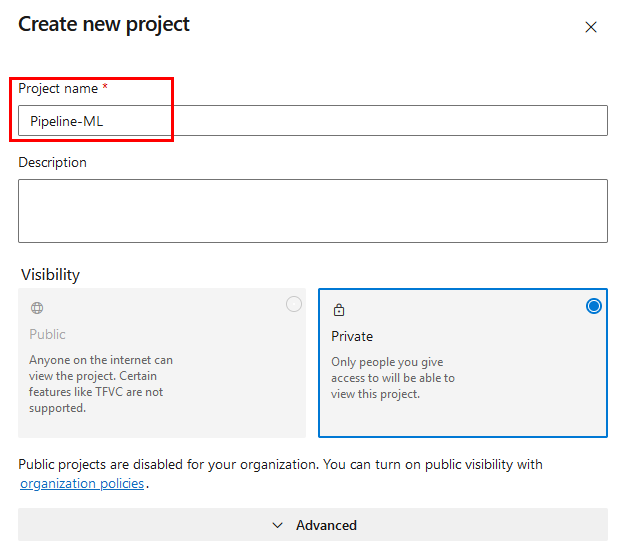 Create new project
Project name *
Pipeline-ML
Description
Visibility
Public
Anyone on the internet can
view the project. Certain
features like TFVC are not
supported.
Private
Only people you give
access to will be able to
view this project.
Public projects are disabled for your organization. You can turn on public visibility with
organization policies.
Advanced